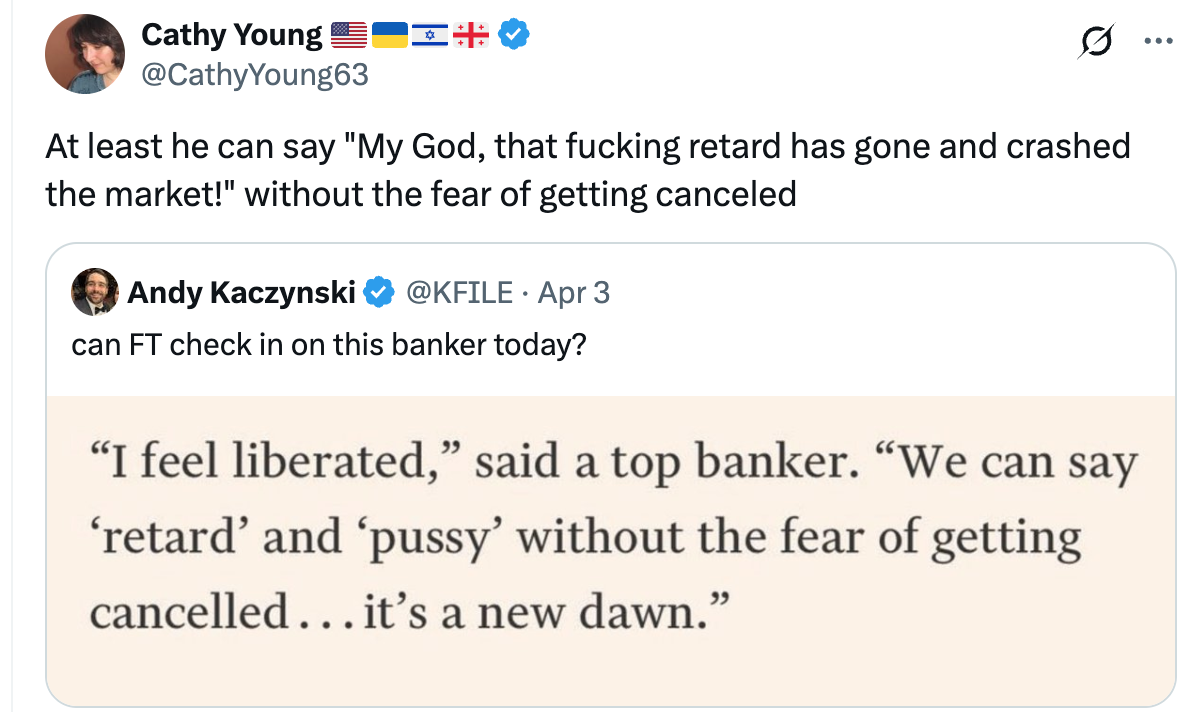 Cathy Young 🇺🇸🇺🇦🇮🇱🇬🇪
@CathyYoung63
At least he can say "My God, that fucking retard has gone and crashed
the market!" without the fear of getting canceled
Andy Kaczynski @KFILE · Apr 3
can FT check in on this banker today?
“I feel liberated,” said a top banker. “We can say
‘retard’ and ‘pussy’ without the fear of getting
cancelled . . . it’s a new dawn.”